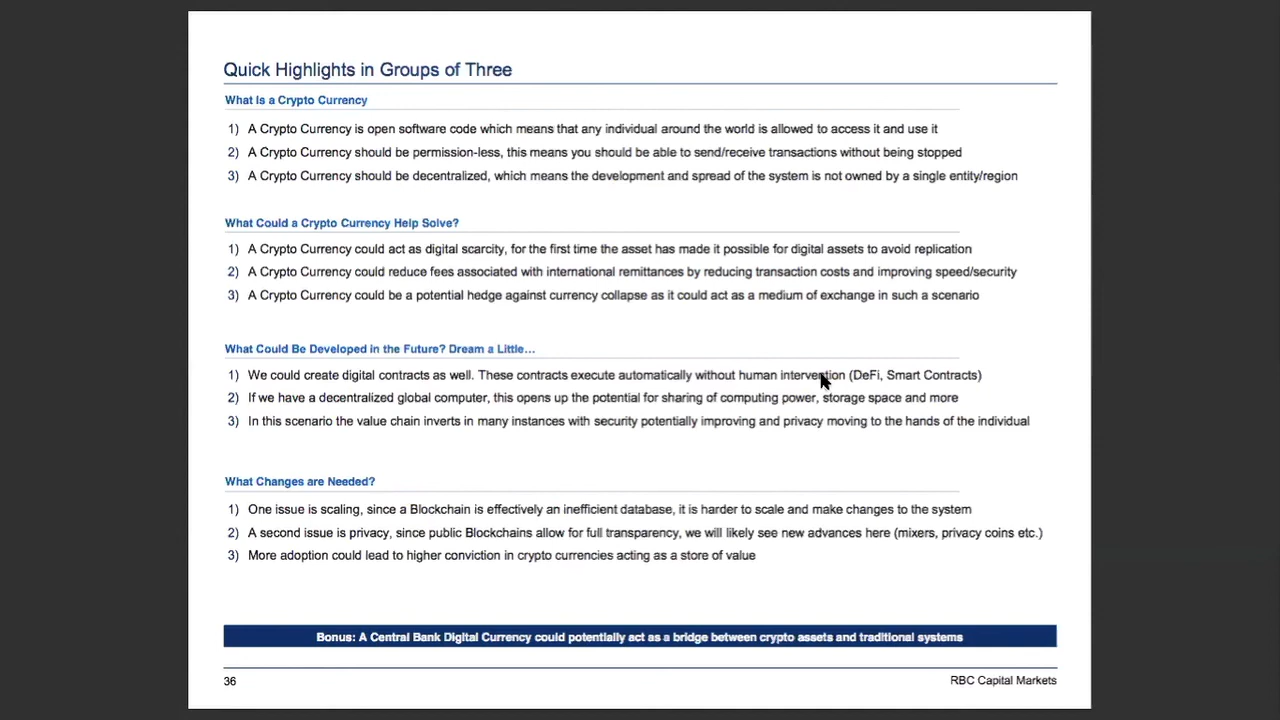 Quick Highlights in Groups of Three
What Is a Crypto Currency
1) A Crypto Currency is open software code which means that any individual around the world is allowed to access it and use it
2) A Crypto Currency should be permission-less, this means you should be able to send/receive transactions without being stopped
3) A Crypto Currency should be decentralized, which means the development and spread of the system is not owned by a single entity/region
What Could a Crypto Currency Help Solve?
1) A Crypto Currency could act as digital scarcity, for the first time the asset has made it possible for digital assets to avoid replication
2) A Crypto Currency could reduce fees associated with international remittances by reducing transaction costs and improving speed/security
3) A Crypto Currency could be a potential hedge against currency collapse as it could act as a medium of exchange in such a scenario
What Could Be Developed in the Future? Dream a Little…
1) We could create digital contracts as well. These contracts execute automatically without human intervention (DeFi, Smart Contracts)
2) If we have a decentralized global computer, this opens up the potential for sharing of computing power, storage space and more
3) In this scenario the value chain inverts in many instances with security potentially improving and privacy moving to the hands of the individual
What Changes are Needed?
1) One issue is scaling, since a Blockchain is effectively an inefficient database, it is harder to scale and make changes to the system
2) A second issue is privacy, since public Blockchains allow for full transparency, we will likely see new advances here (mixers, privacy coins etc.)
3) More adoption could lead to higher conviction in crypto currencies acting as a store of value
Bonus: A Central Bank Digital Currency could potentially act as a bridge between crypto assets and traditional systems
36
RBC Capital Markets